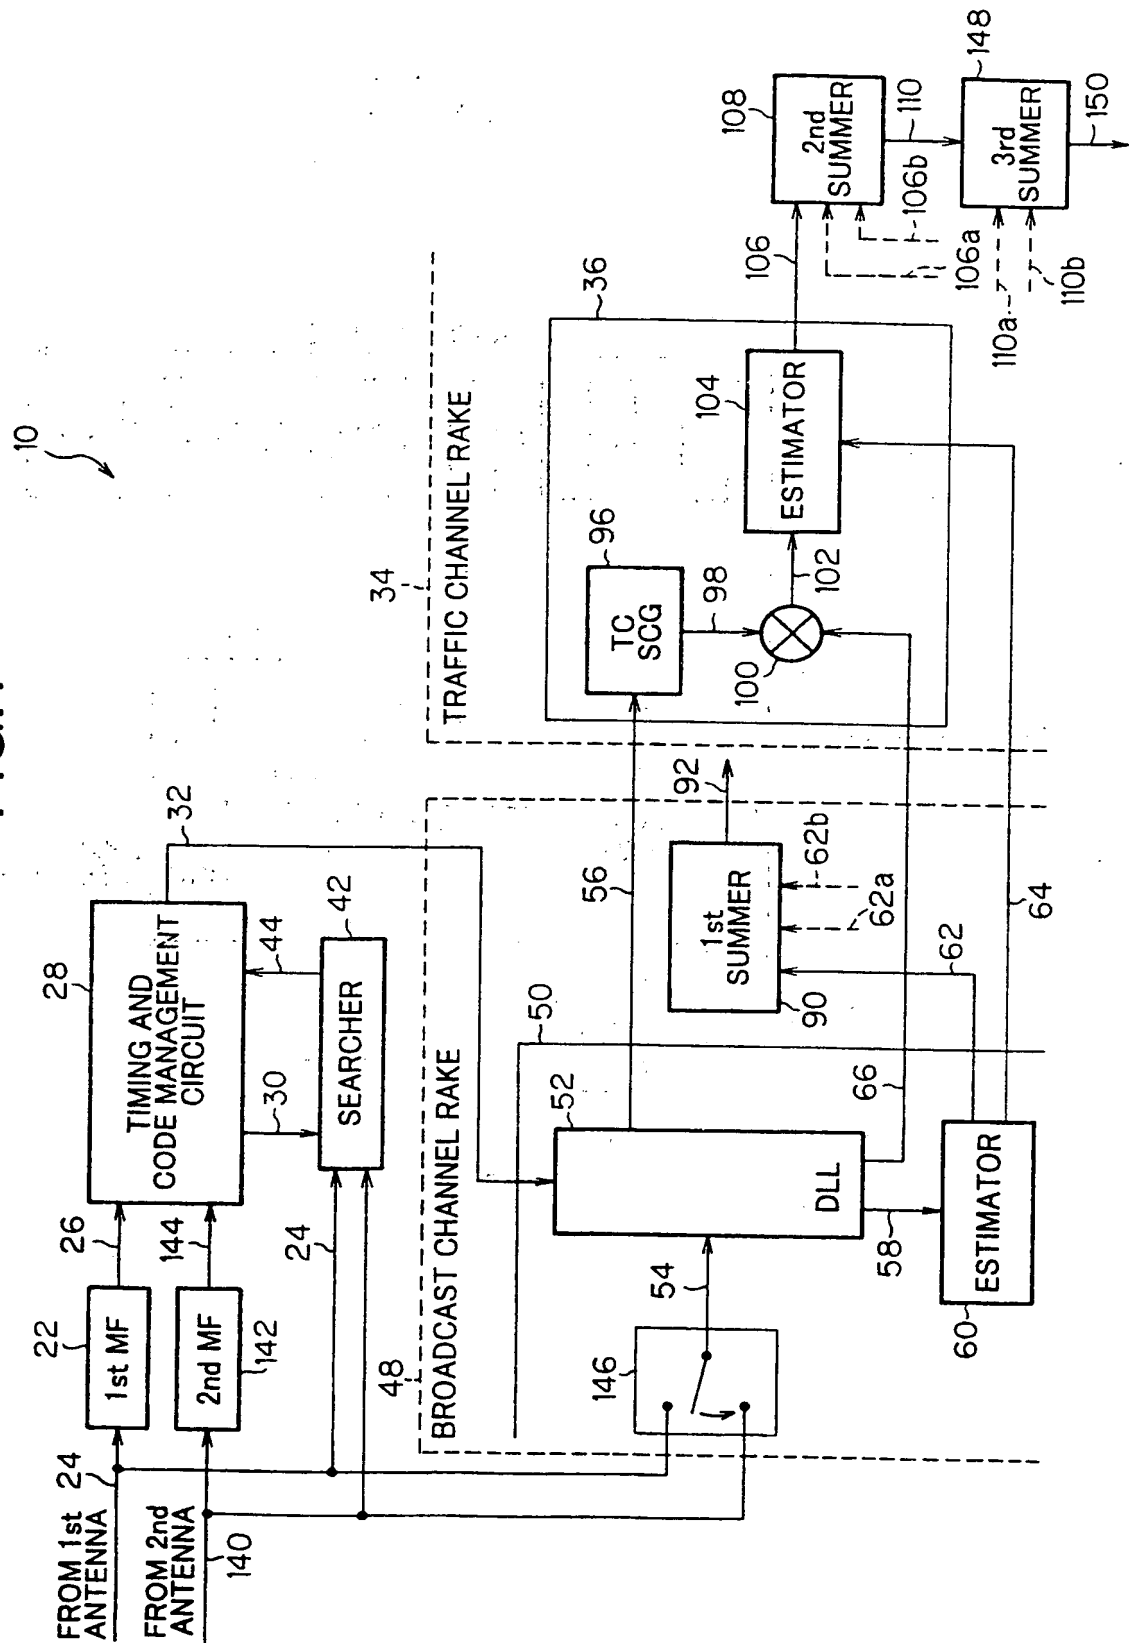 10
FROM 1st
ANTENNA
24
FROM 2nd
ANTENNA
140
22
1st MF
26
2nd MF
142
144
28
TIMING AND
CODE MANAGEMENT
CIRCUIT
32
30
44
24
SEARCHER
42
48
BROADCAST CHANNEL RAKE
50
146
54
52
DLL
56
58
66
60
ESTIMATOR
62
64
1st
SUMMER
90
92
62a
62b
34
TRAFFIC CHANNEL RAKE
36
TC
SCG
96
98
100
102
104
ESTIMATOR
106
106a
106b
108
2nd
SUMMER
110
110a
110b
148
3rd
SUMMER
150